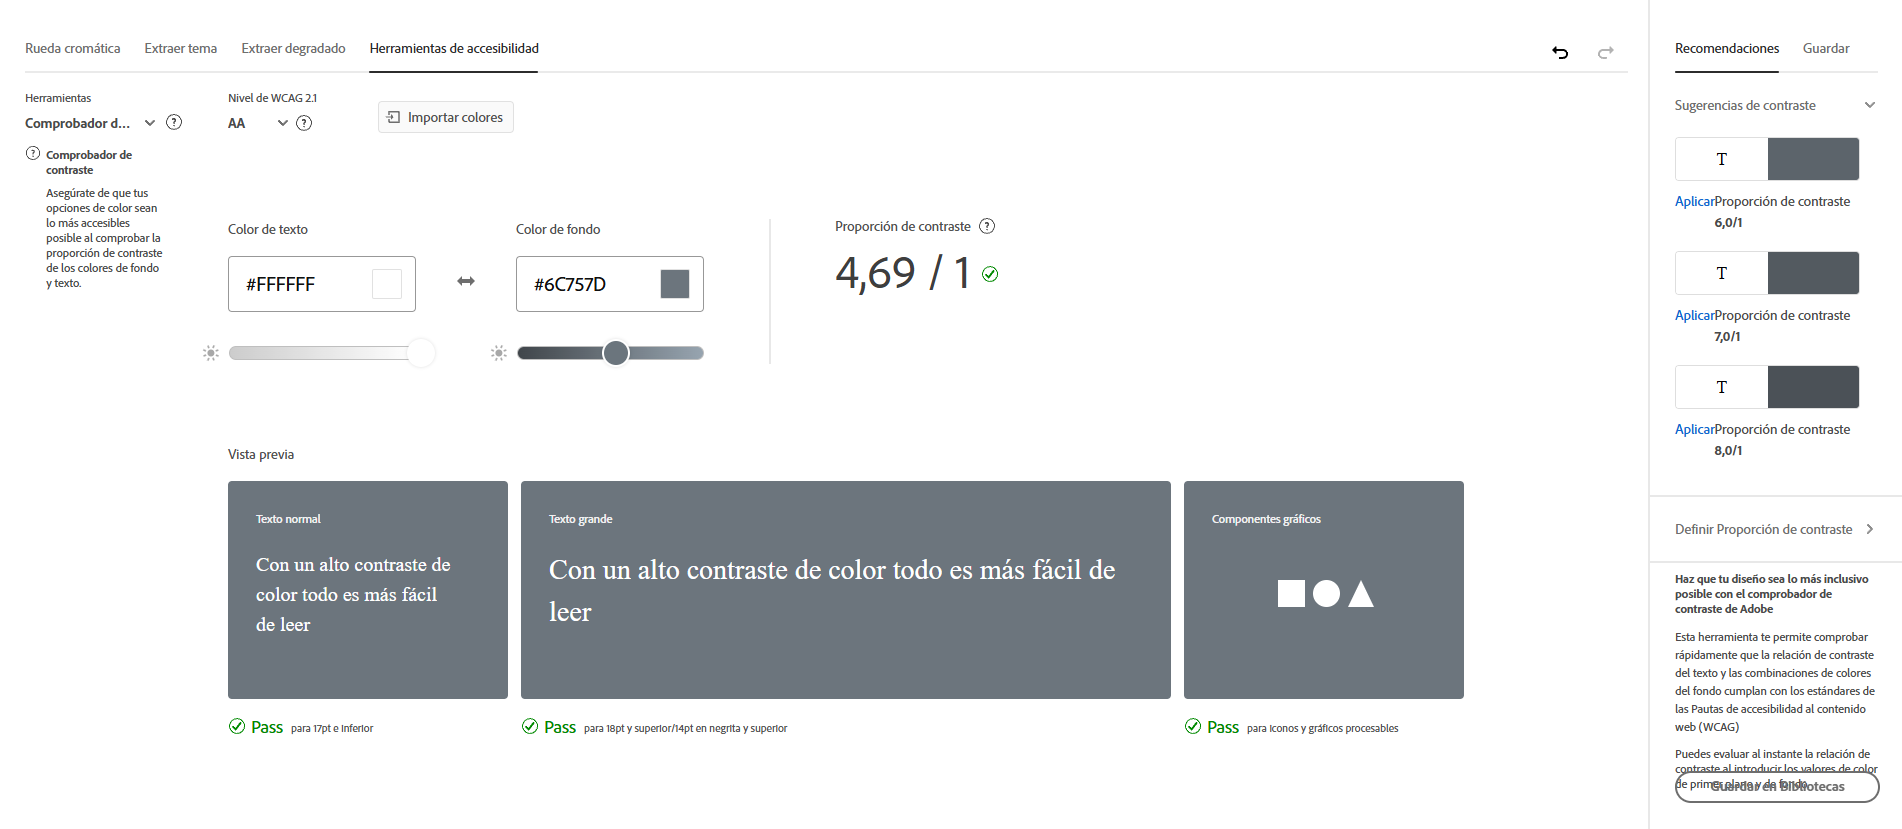 Rueda cromática
Extraer tema
Extraer degradado
Herramientas de accesibilidad
Herramientas
Comprobador d...
?
Nivel de WCAG 2.1
AA
?
Importar colores
? Comprobador de
contraste
Asegúrate de que tus
opciones de color sean
lo más accesibles
posible al comprobar la
proporción de contraste
de los colores de fondo
y texto.
Color de texto
#FFFFFF
Color de fondo
#6C757D
Proporción de contraste ?
4,69 / 1
Vista previa
Texto normal
Con un alto contraste de
color todo es más fácil
de leer
Pass para 17pt e inferior
Texto grande
Con un alto contraste de color todo es más fácil de
leer
Pass para 18pt y superior/14pt en negrita y superior
Componentes gráficos
Pass para iconos y gráficos procesables
Recomendaciones
Guardar
Sugerencias de contraste
T
Aplicar Proporción de contraste
6,0/1
T
Aplicar Proporción de contraste
7,0/1
T
Aplicar Proporción de contraste
8,0/1
Definir Proporción de contraste
Haz que tu diseño sea lo más inclusivo
posible con el comprobador de
contraste de Adobe
Esta herramienta te permite comprobar
rápidamente que la relación de contraste
del texto y las combinaciones de colores
del fondo cumplan con los estándares de
las Pautas de accesibilidad al contenido
web (WCAG)
Puedes evaluar al instante la relación de
contraste al introducir los valores de color
de primer plano y de fondo
Guardar en Bibliotecas